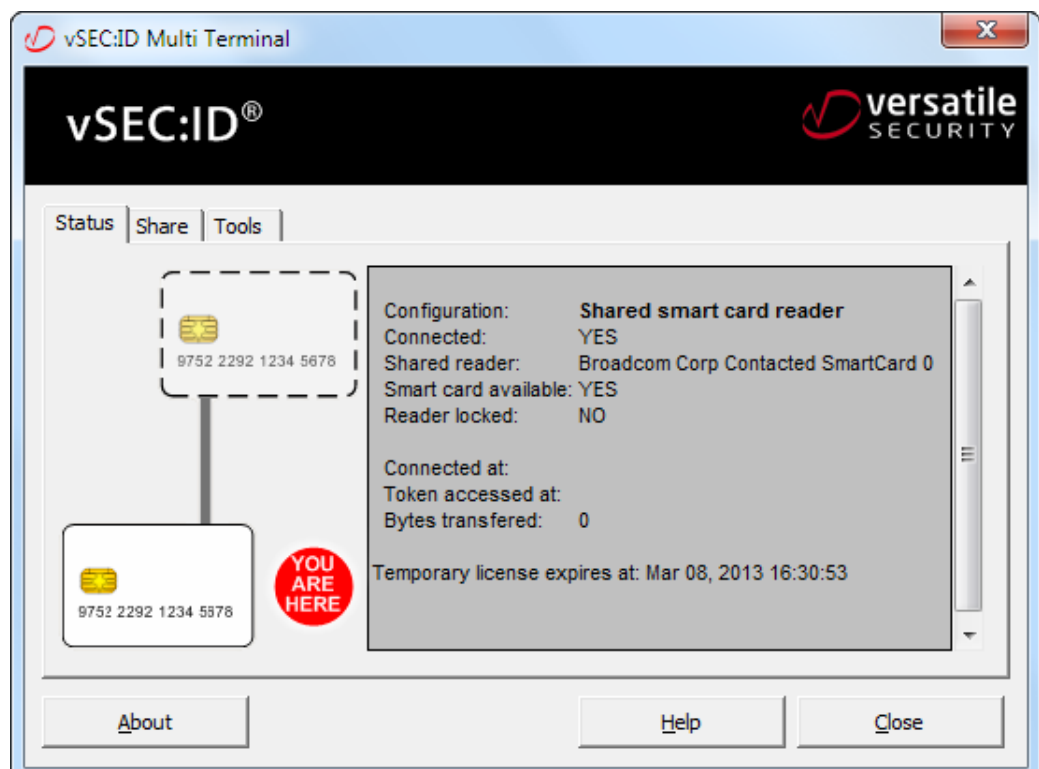 vSEC:ID Multi Terminal
vSEC:ID®
versatile
SECURITY
Status Share Tools
9752 2292 1234 5678
Configuration: Shared smart card reader
Connected: YES
Shared reader: Broadcom Corp Contacted SmartCard 0
Smart card available: YES
Reader locked: NO
Connected at:
Token accessed at:
Bytes transfered: 0
Temporary license expires at: Mar 08, 2013 16:30:53
9752 2292 1234 5678
YOU
ARE
HERE
About Help Close